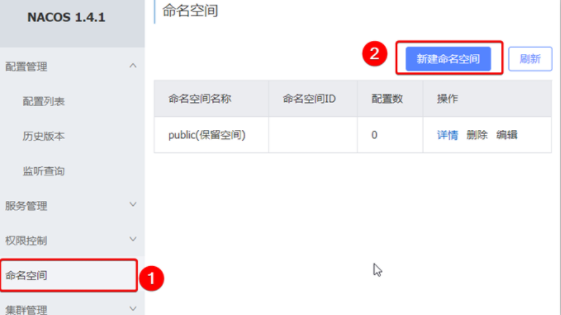 NACOS 1.4.1
命名空间
2
新建命名空间
刷新
配置管理
命名空间名称 命名空间ID 配置数 操作
配置列表
public(保留空间) 0 详情 删除 编辑
历史版本
监听查询
服务管理
权限控制
命名空间
1
集群管理